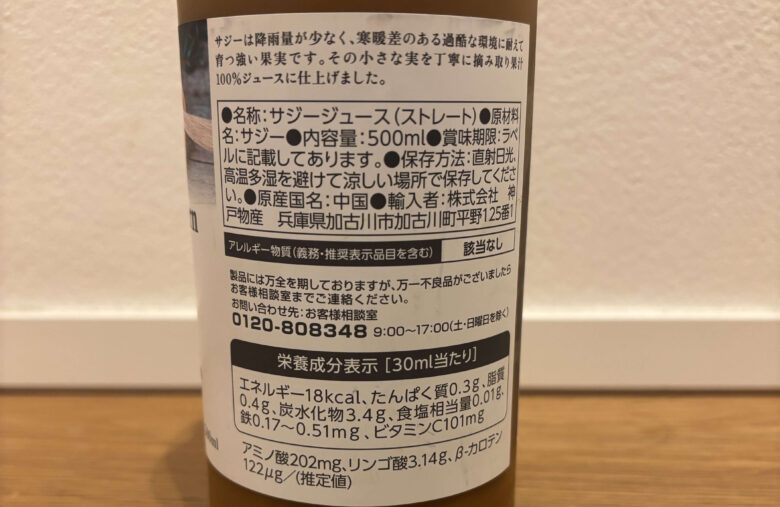 サジーは降雨量が少なく、寒暖差のある過酷な環境に耐えて
育つ強い果実です。その小さな実を丁寧に摘み取り果汁
100%ジュースに仕上げました。
●名称:サジージュース(ストレート)●原材料
名:サジー●内容量:500ml●賞味期限:ラベ
ルに記載してあります。●保存方法:直射日光、
高温多湿を避けて涼しい場所で保存してくださ
い。●原産国名:中国●輸入者:株式会社 神
戸物産 兵庫県加古川市加古川町平野125番1
アレルギー物質(義務・推奨表示品目を含む) 該当なし
製品には万全を期しておりますが、万一不良品がございましたら
お客様相談室までご連絡ください。
お問い合わせ先:お客様相談室
0120-808348 9:00〜17:00(土・日曜日を除く)
栄養成分表示 [30ml当たり]
エネルギー18kcal、たんぱく質0.3g、脂質
0.4g、炭水化物3.4g、食塩相当量0.01g、
鉄0.17〜0.51mg、ビタミンC101mg
アミノ酸202mg、リンゴ酸3.14g、β-カロテン
122μg/(推定値)